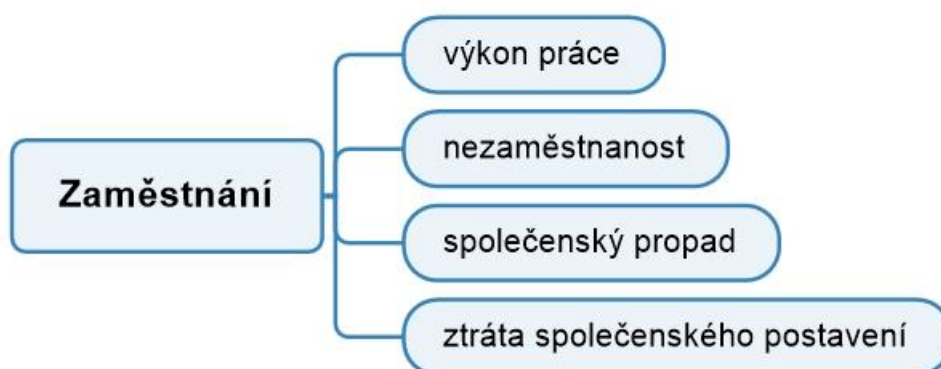 Zaměstnání
výkon práce
nezaměstnanost
společenský propad
ztráta společenského postavení